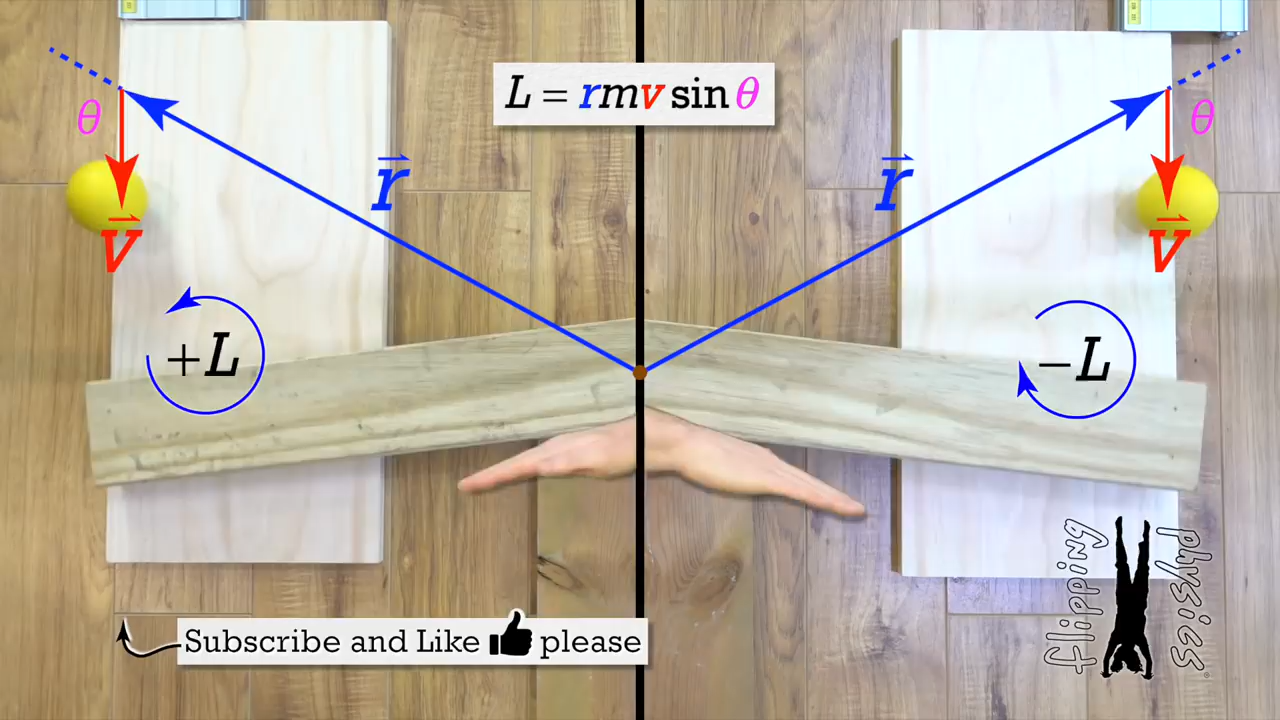 L = rmv sin θ
θ
θ
r⃗
r⃗
v⃗
v⃗
+L
−L
Subscribe and Like please
flipping
physics